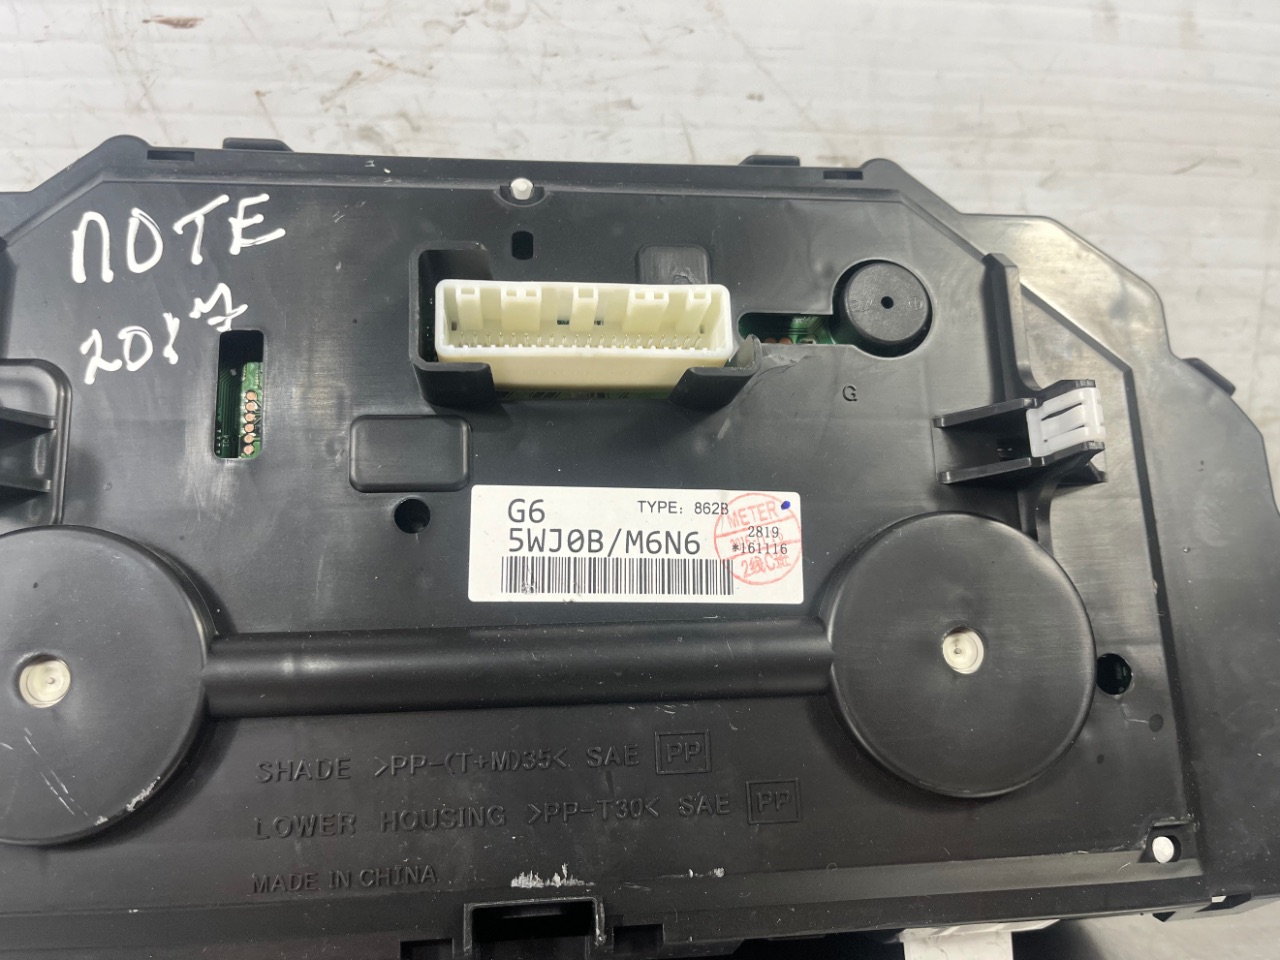 NOTE
2017
G
G6 TYPE: 862B
5WJ0B/M6N6
METER
2819
*161116
SHADE >PP-(T+M)35< SAE PP
LOWER HOUSING >PP-T30< SAE PP
MADE IN CHINA